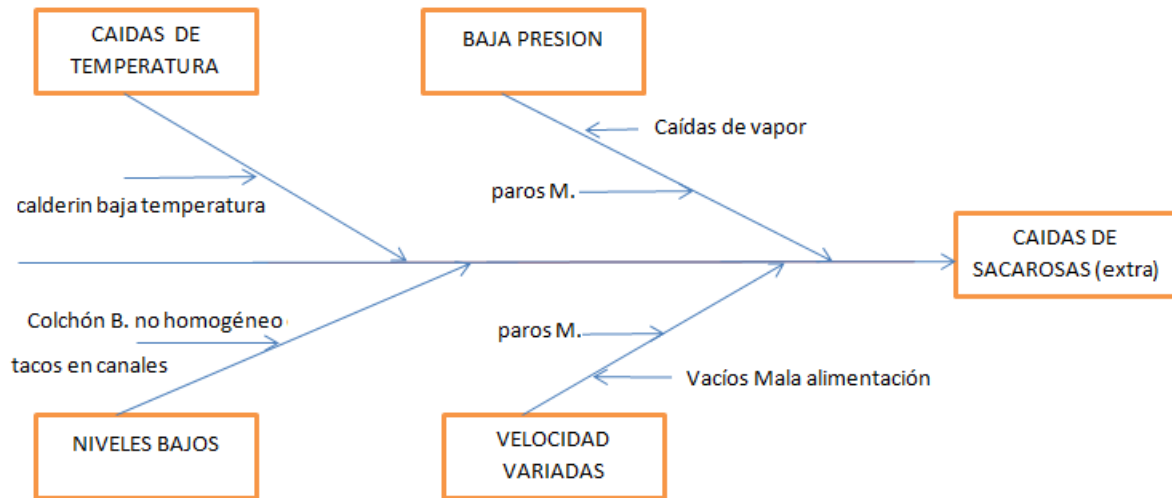 CAIDAS DE
TEMPERATURA
BAJA PRESION
Caídas de vapor
paros M.
calderin baja temperatura
CAIDAS DE
SACAROSAS (extra)
Colchón B. no homogéneo
tacos en canales
paros M.
Vacíos Mala alimentación
NIVELES BAJOS
VELOCIDAD
VARIADAS